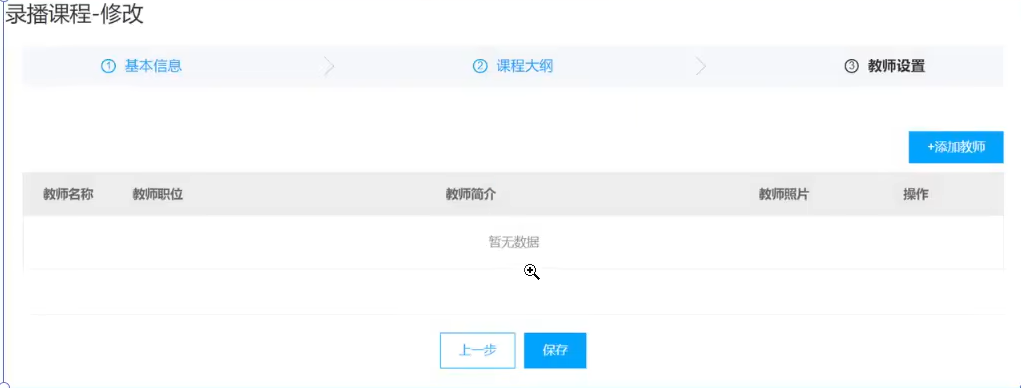 录播课程-修改
① 基本信息 ② 课程大纲 ③ 教师设置
+添加教师
教师名称 教师职位 教师简介 教师照片 操作
暂无数据
上一步 保存